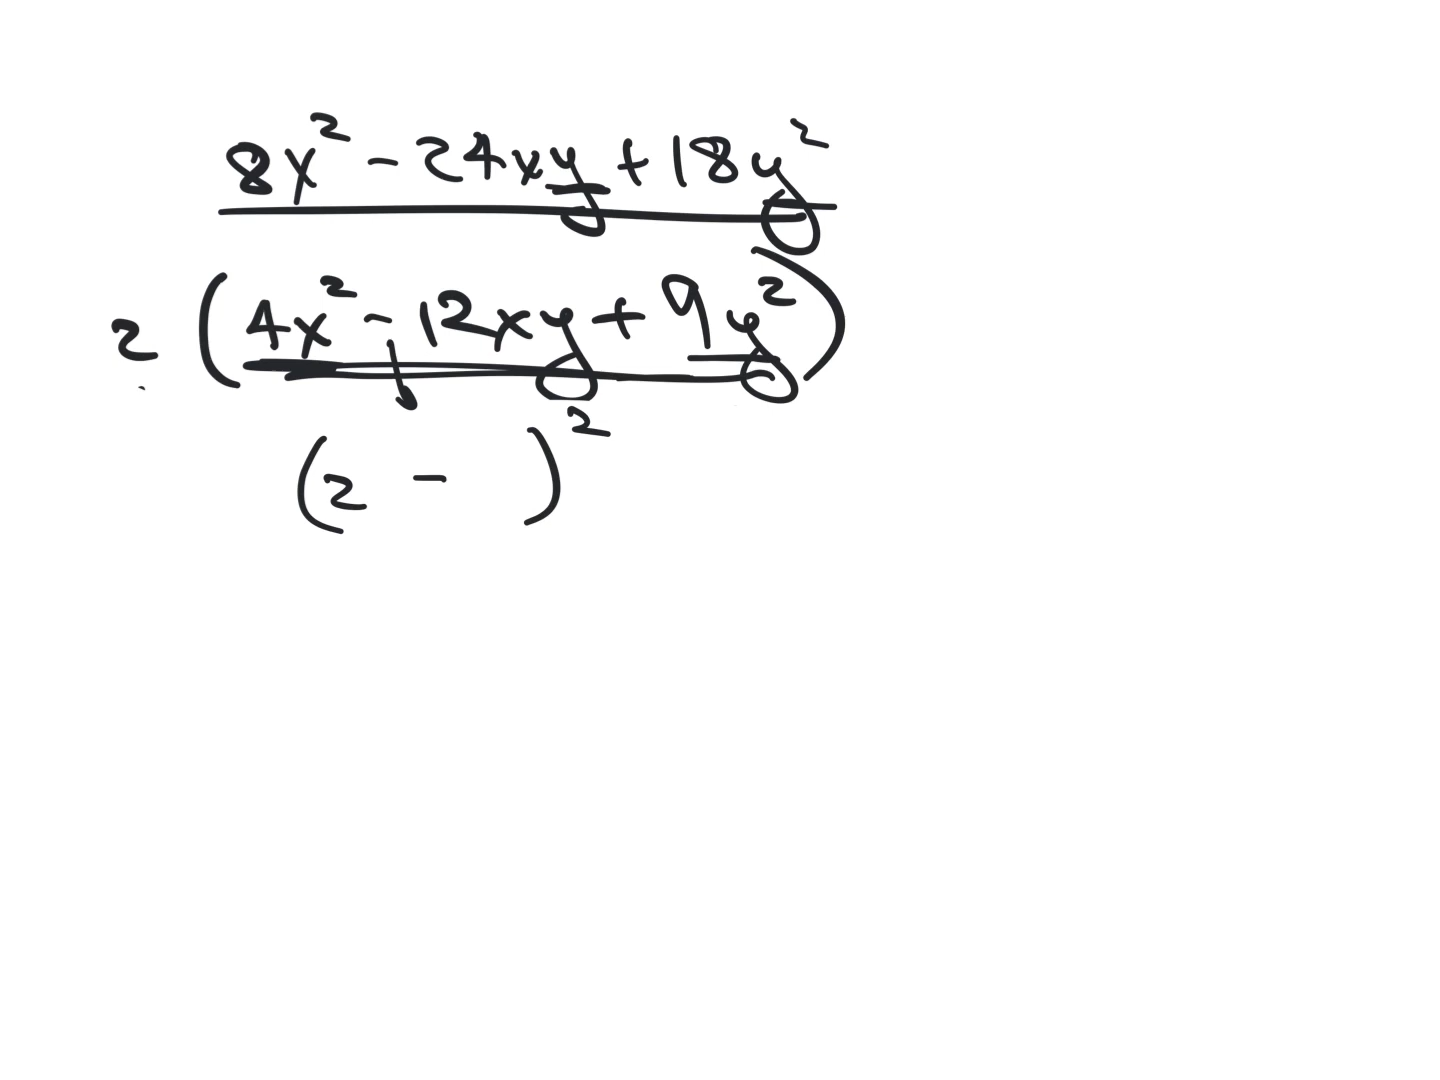 8x² - 24xy + 18y²
2 (4x² - 12xy + 9y²)
(2 - )²